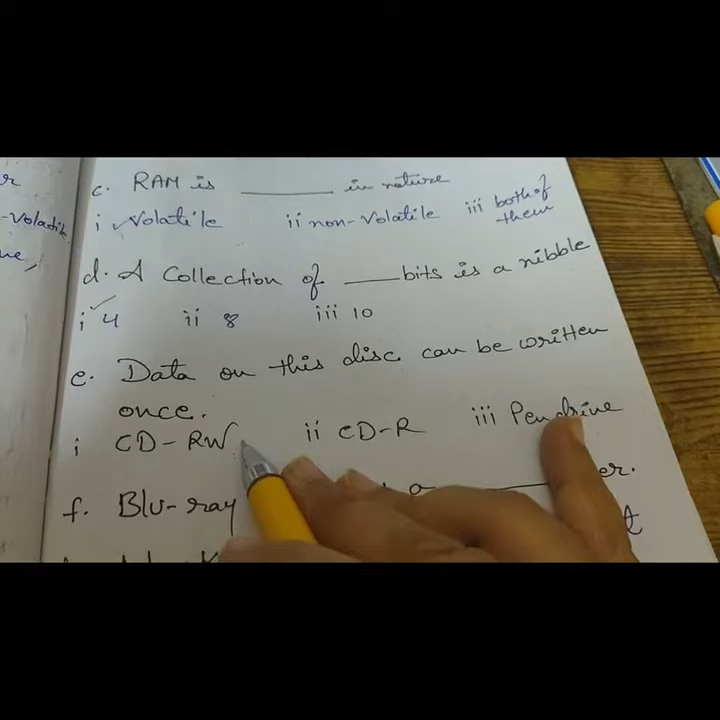 c. RAM is ______ in nature
i ✓ Volatile ii non-Volatile iii both of them
d. A Collection of ____ bits is a nibble
i ✓ 4 ii 8 iii 10
e. Data on this disc can be written
once.
i CD-RW ii CD-R iii Pendrine
f. Blu-ray a